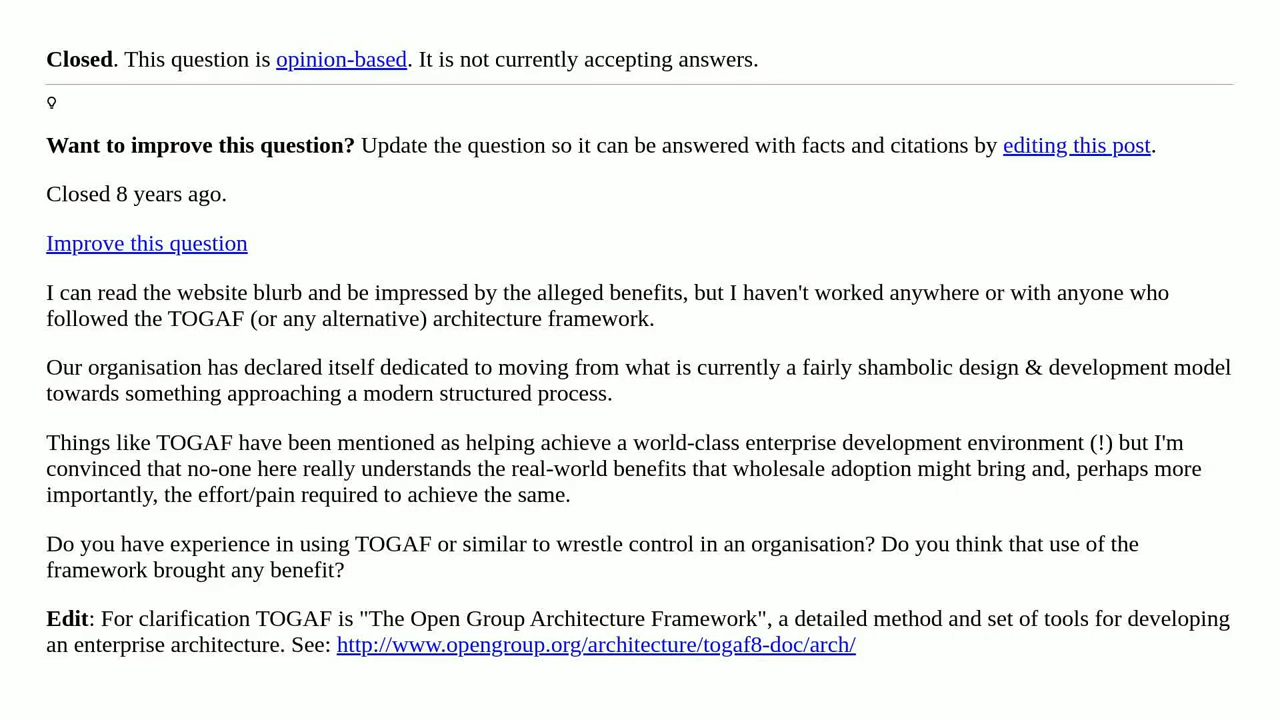 Closed. This question is opinion-based. It is not currently accepting answers.
Want to improve this question? Update the question so it can be answered with facts and citations by editing this post.
Closed 8 years ago.
Improve this question
I can read the website blurb and be impressed by the alleged benefits, but I haven't worked anywhere or with anyone who
followed the TOGAF (or any alternative) architecture framework.
Our organisation has declared itself dedicated to moving from what is currently a fairly shambolic design & development model
towards something approaching a modern structured process.
Things like TOGAF have been mentioned as helping achieve a world-class enterprise development environment (!) but I'm
convinced that no-one here really understands the real-world benefits that wholesale adoption might bring and, perhaps more
importantly, the effort/pain required to achieve the same.
Do you have experience in using TOGAF or similar to wrestle control in an organisation? Do you think that use of the
framework brought any benefit?
Edit: For clarification TOGAF is "The Open Group Architecture Framework", a detailed method and set of tools for developing
an enterprise architecture. See: http://www.opengroup.org/architecture/togaf8-doc/arch/